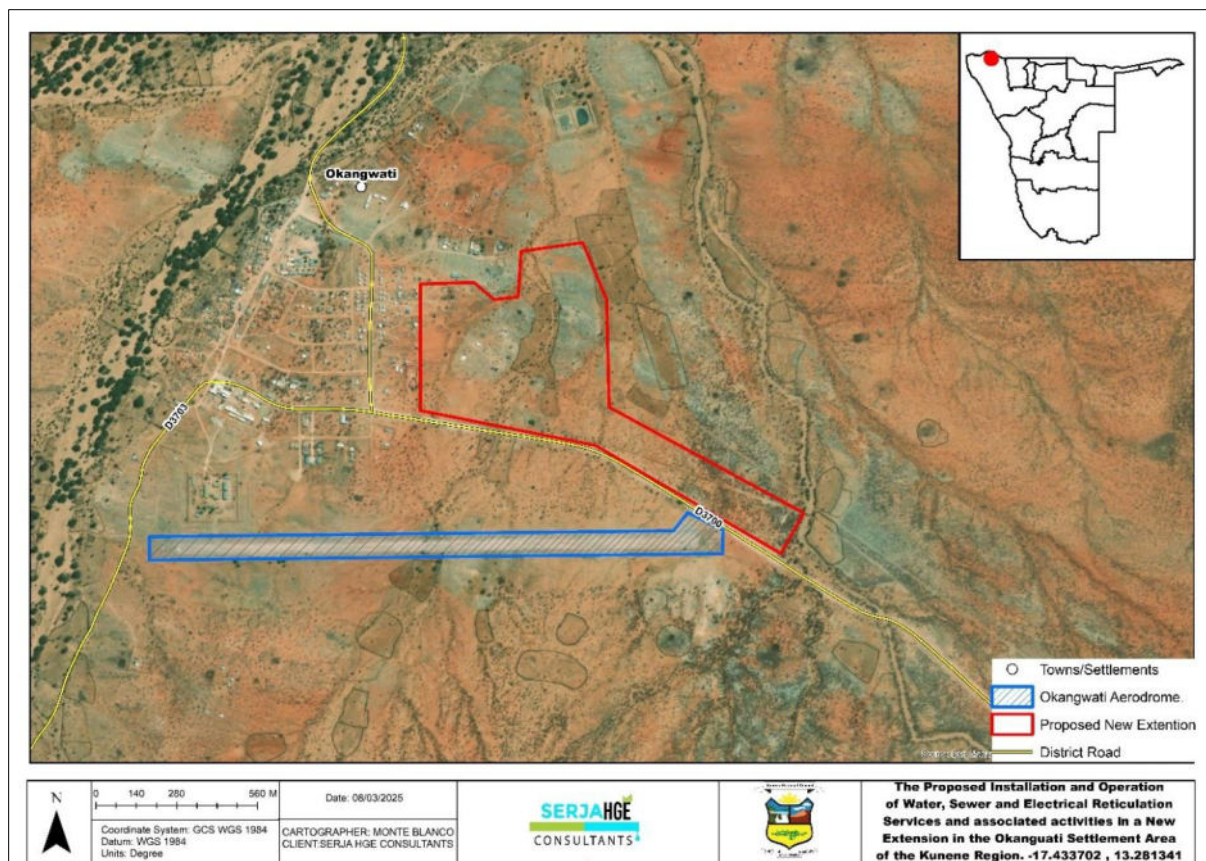 Okangwati
D3703
D3700
Towns/Settlements
Okangwati Aerodrome.
Proposed New Extention
District Road
N
0 140 280 560 M
Coordinate System: GCS WGS 1984
Datum: WGS 1984
Units: Degree
Date: 08/03/2025
CARTOGRAPHER: MONTE BLANCO
CLIENT:SERJA HGE CONSULTANTS
SERJAHGE
CONSULTANTS
The Proposed Installation and Operation
of Water, Sewer and Electrical Reticulation
Services and associated activities in a New
Extension in the Okanguati Settlement Area
of the Kunene Region. -17.433702 , 13.281341